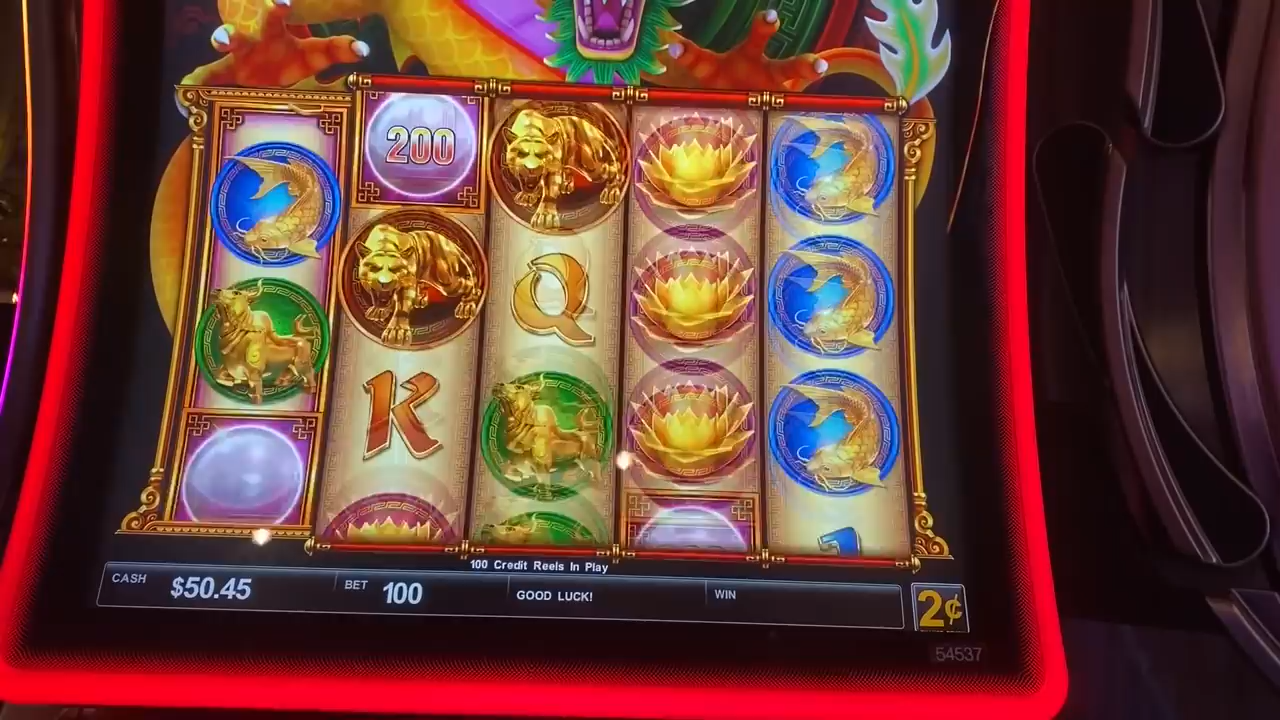 200
Q
K
100 Credit Reels In Play
CASH $50.45 BET 100 GOOD LUCK! WIN 2¢
54537